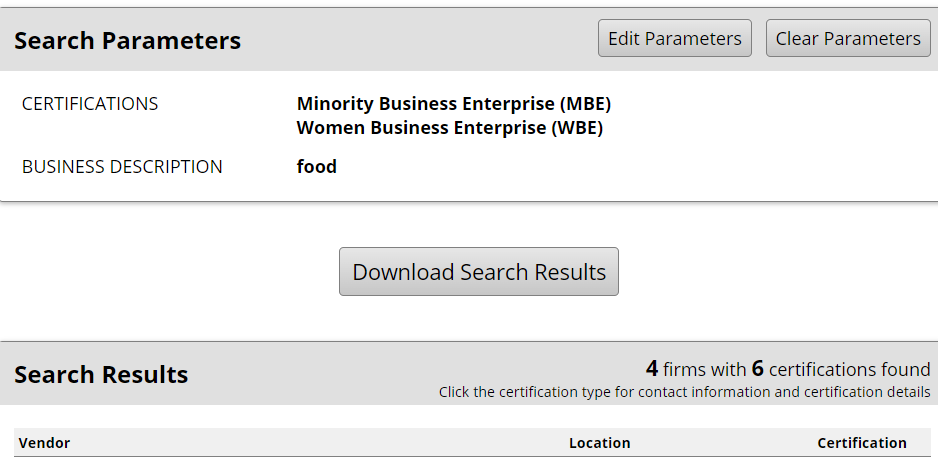 Search Parameters Edit Parameters Clear Parameters
CERTIFICATIONS Minority Business Enterprise (MBE)
Women Business Enterprise (WBE)
BUSINESS DESCRIPTION food
Download Search Results
Search Results 4 firms with 6 certifications found
Click the certification type for contact information and certification details
Vendor Location Certification